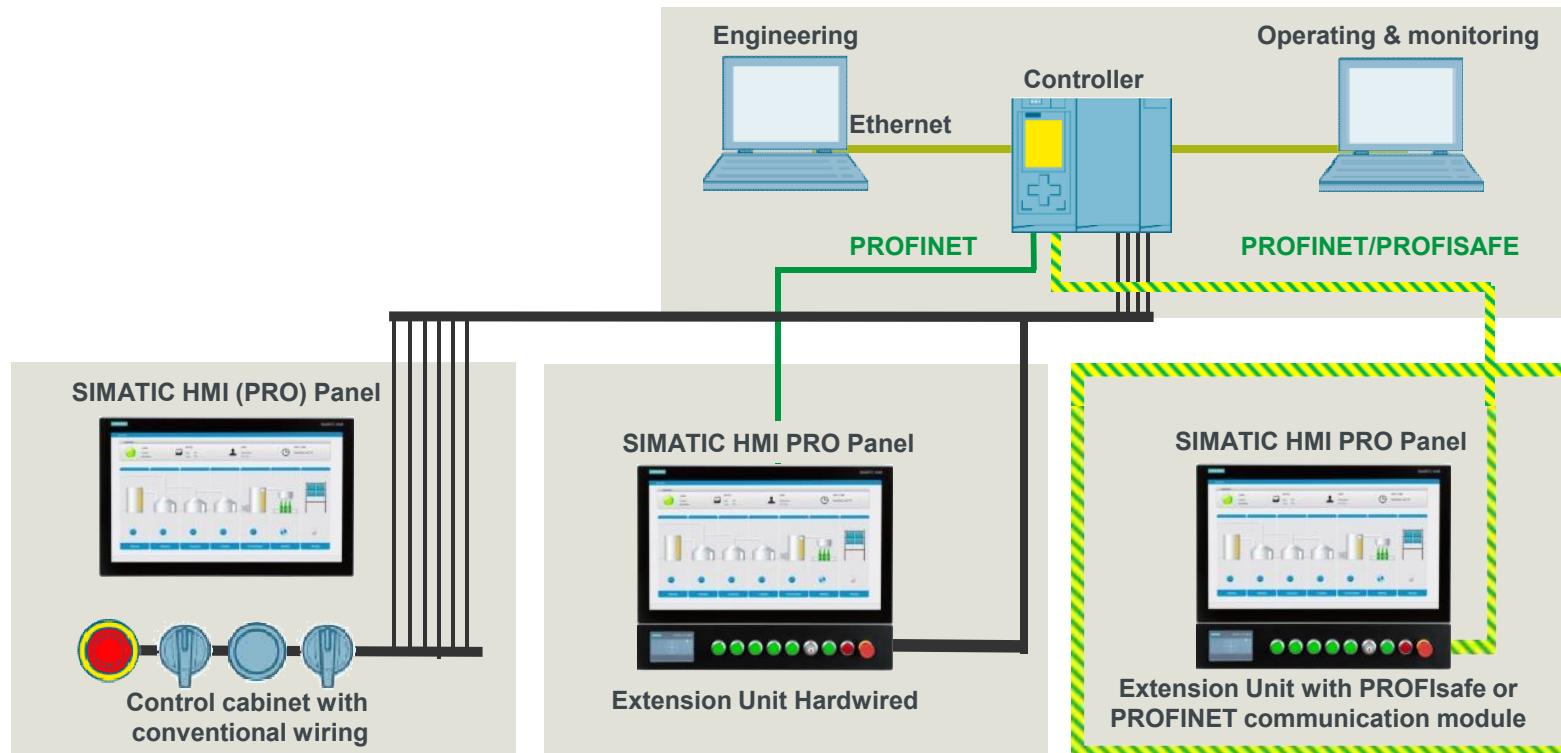 Engineering
Operating & monitoring
Controller
Ethernet
PROFINET
PROFINET/PROFISAFE
SIMATIC HMI (PRO) Panel
SIMATIC HMI PRO Panel
SIMATIC HMI PRO Panel
Control cabinet with
conventional wiring
Extension Unit Hardwired
Extension Unit with PROFIsafe or
PROFINET communication module